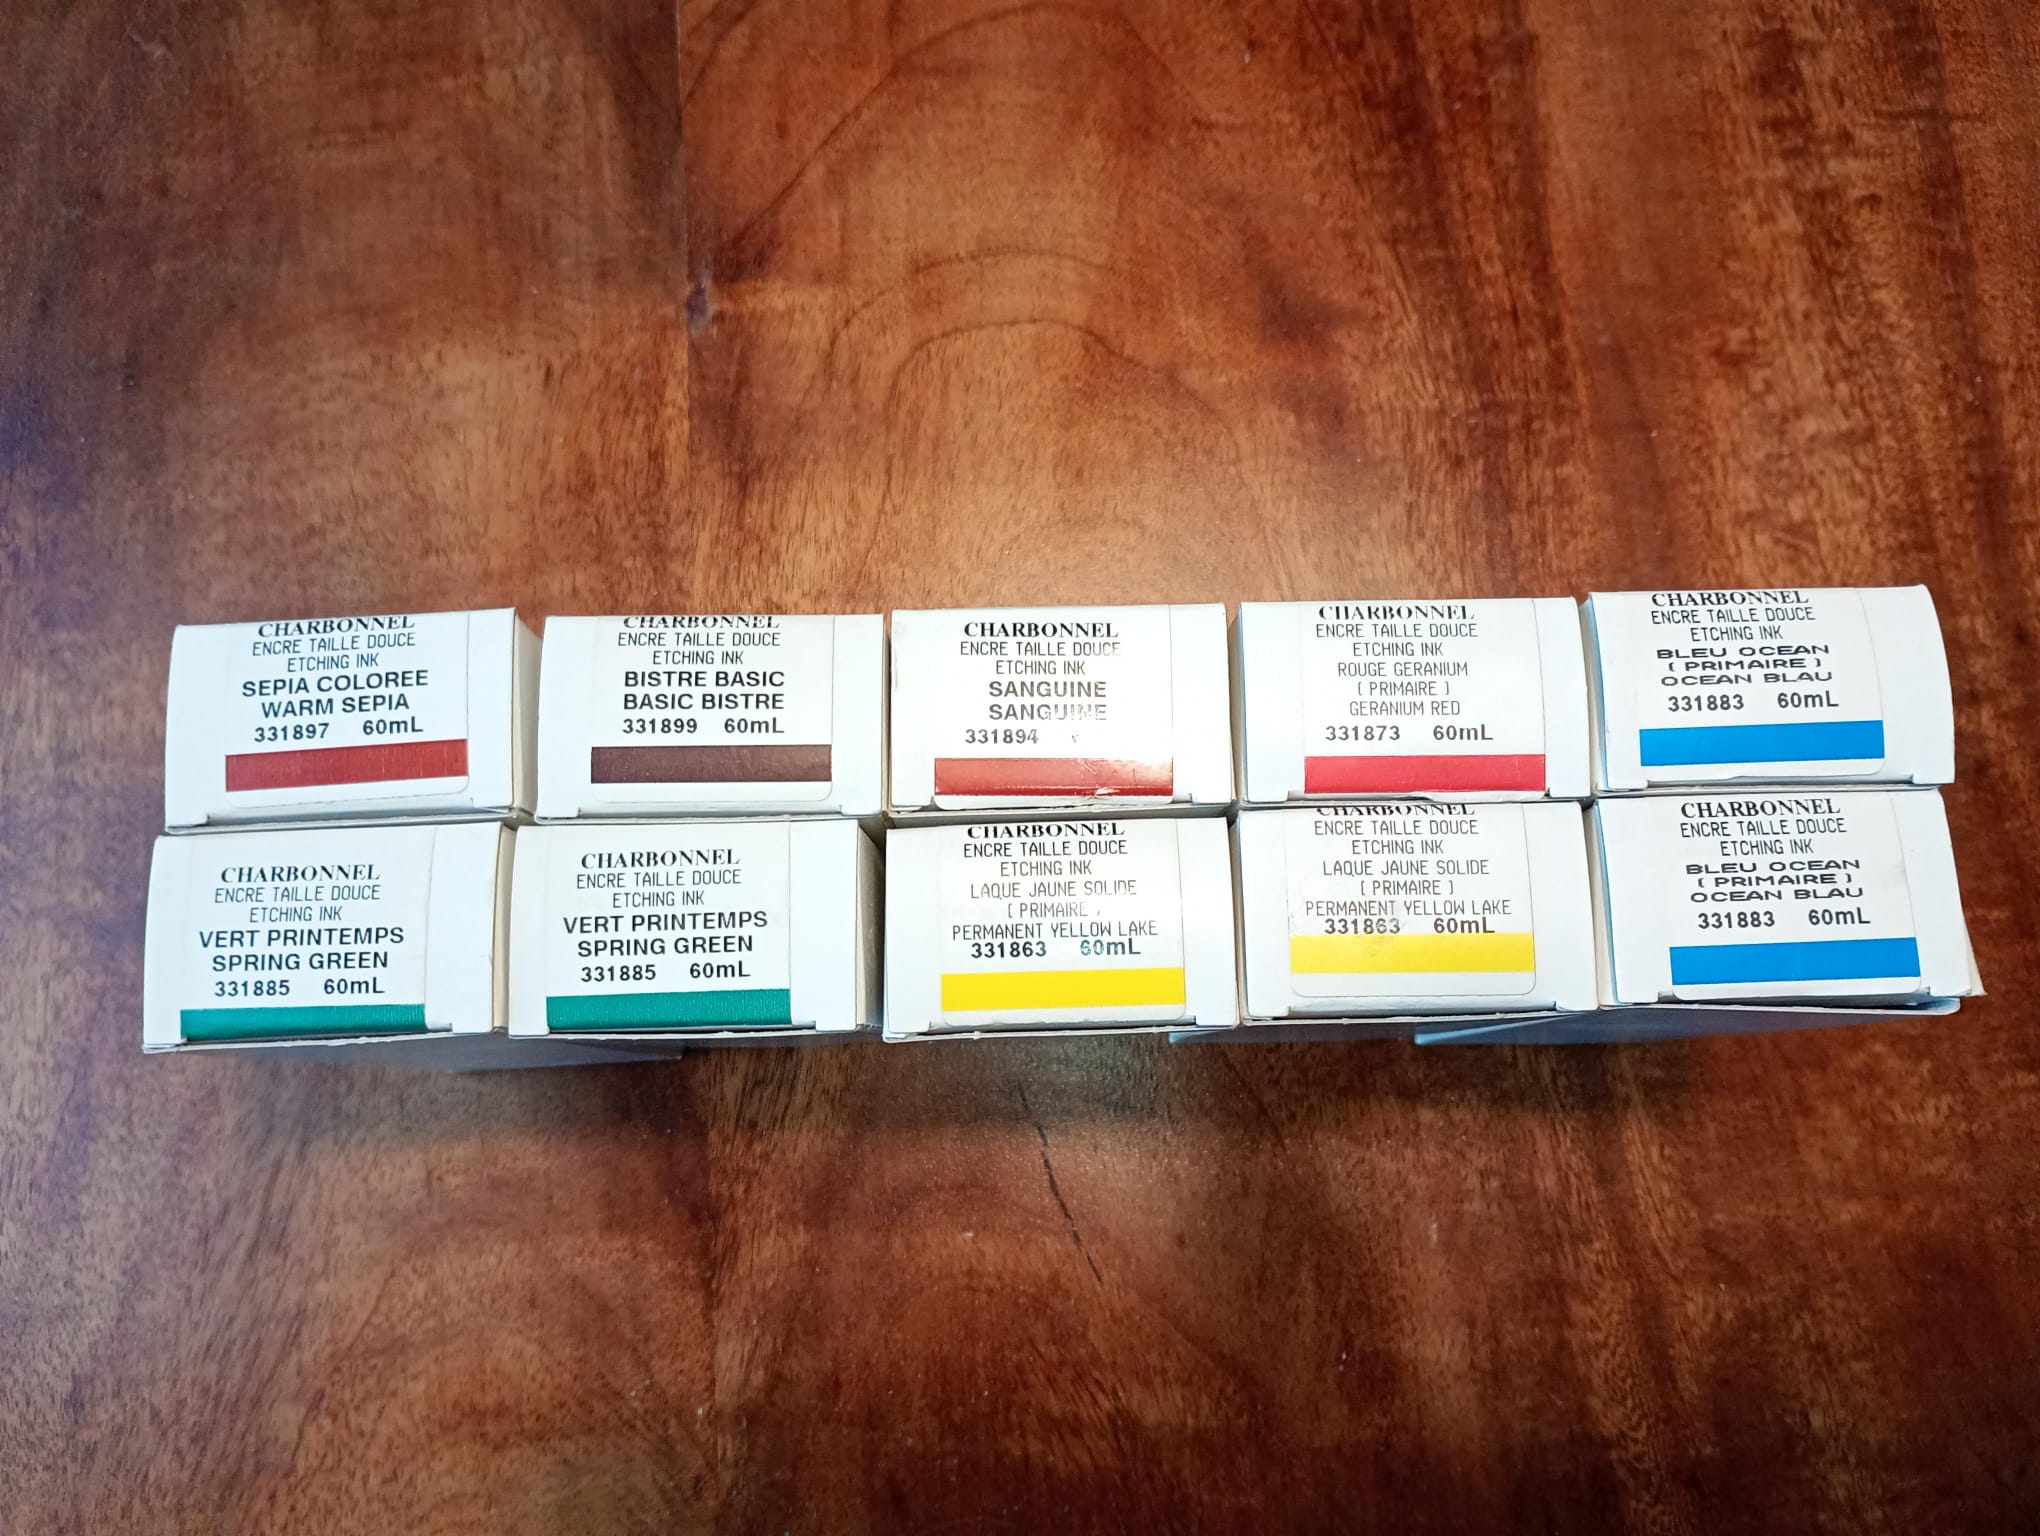 CHARBONNEL
ENCRE TAILLE DOUCE
ETCHING INK
SEPIA COLOREE
WARM SEPIA
331897 60mL
CHARBONNEL
ENCRE TAILLE DOUCE
ETCHING INK
BISTRE BASIC
BASIC BISTRE
331899 60mL
CHARBONNEL
ENCRE TAILLE DOUCE
ETCHING INK
SANGUINE
SANGUINE
331894
CHARBONNEL
ENCRE TAILLE DOUCE
ETCHING INK
ROUGE GERANIUM
( PRIMAIRE )
GERANIUM RED
331873 60mL
CHARBONNEL
ENCRE TAILLE DOUCE
ETCHING INK
BLEU OCEAN
( PRIMAIRE )
OCEAN BLAU
331883 60mL
CHARBONNEL
ENCRE TAILLE DOUCE
ETCHING INK
VERT PRINTEMPS
SPRING GREEN
331885 60mL
CHARBONNEL
ENCRE TAILLE DOUCE
ETCHING INK
VERT PRINTEMPS
SPRING GREEN
331885 60mL
CHARBONNEL
ENCRE TAILLE DOUCE
ETCHING INK
LAQUE JAUNE SOLIDE
( PRIMAIRE )
PERMANENT YELLOW LAKE
331863 60mL
CHARBONNEL
ENCRE TAILLE DOUCE
ETCHING INK
LAQUE JAUNE SOLIDE
( PRIMAIRE )
PERMANENT YELLOW LAKE
331863 60mL
CHARBONNEL
ENCRE TAILLE DOUCE
ETCHING INK
BLEU OCEAN
( PRIMAIRE )
OCEAN BLAU
331883 60mL